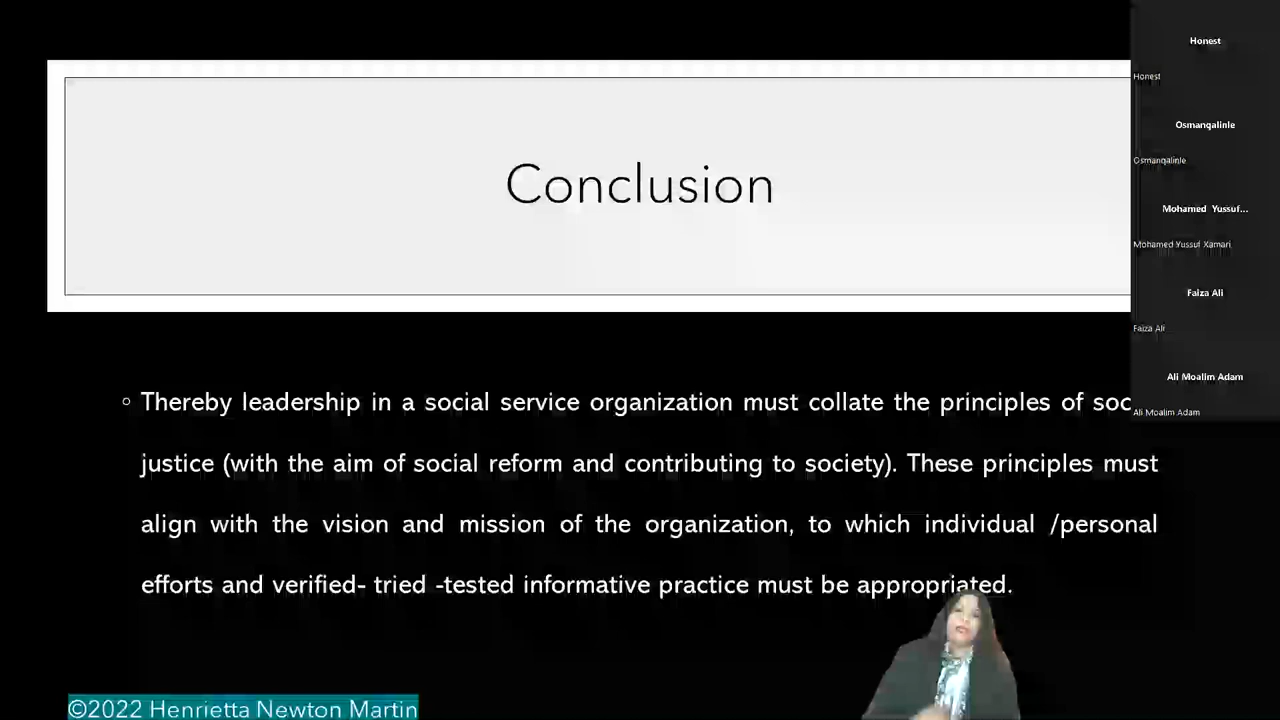 Honest
Honest
Osmanqalinle
Osmanqalinle
Mohamed Yussuf...
Mohamed Yussuf Xamari
Faiza Ali
Faiza Ali
Ali Moalim Adam
Ali Moalim Adam
Conclusion
Thereby leadership in a social service organization must collate the principles of soc
justice (with the aim of social reform and contributing to society). These principles must
align with the vision and mission of the organization, to which individual /personal
efforts and verified- tried -tested informative practice must be appropriated.
©2022 Henrietta Newton Martin